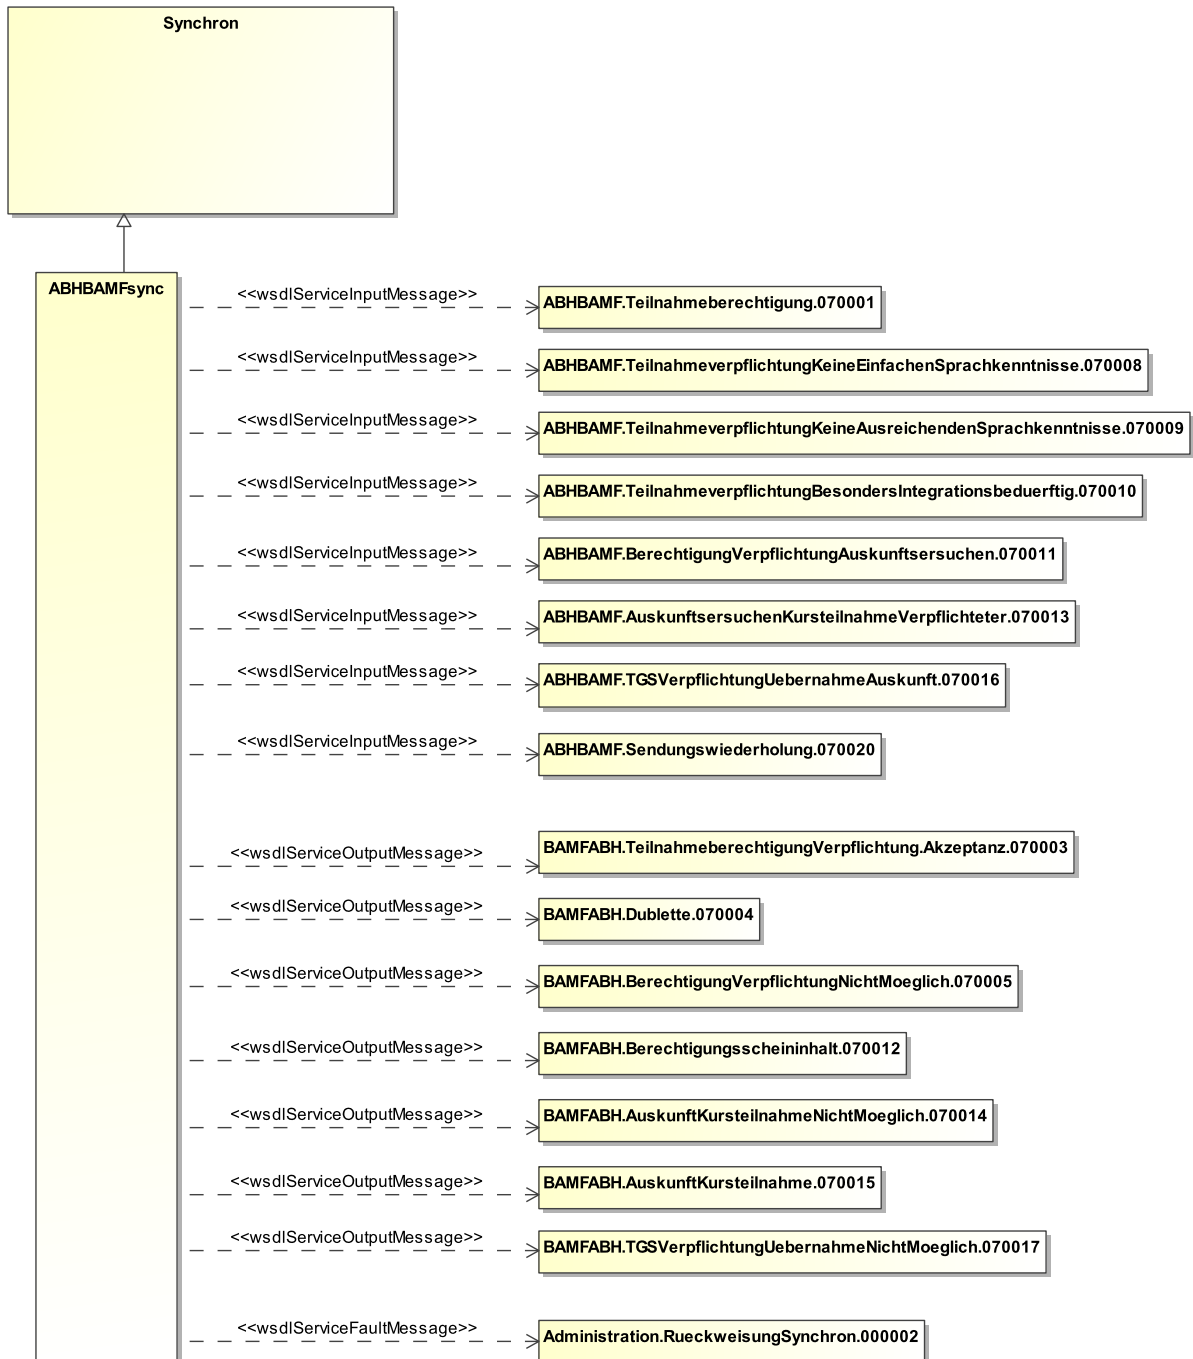 Synchron
ABHBAMFsync
<<wsdlServiceInputMessage>>
ABHBAMF.Teilnahmeberechtigung.070001
<<wsdlServiceInputMessage>>
ABHBAMF.TeilnahmeverpflichtungKeineEinfachenSprachkenntnisse.070008
<<wsdlServiceInputMessage>>
ABHBAMF.TeilnahmeverpflichtungKeineAusreichendenSprachkenntnisse.070009
<<wsdlServiceInputMessage>>
ABHBAMF.TeilnahmeverpflichtungBesondersIntegrationsbeduerftig.070010
<<wsdlServiceInputMessage>>
ABHBAMF.BerechtigungVerpflichtungAuskunftsersuchen.070011
<<wsdlServiceInputMessage>>
ABHBAMF.AuskunftsersuchenKursteilnahmeVerpflichteter.070013
<<wsdlServiceInputMessage>>
ABHBAMF.TGSVerpflichtungUebernahmeAuskunft.070016
<<wsdlServiceInputMessage>>
ABHBAMF.Sendungswiederholung.070020
<<wsdlServiceOutputMessage>>
BAMFABH.TeilnahmeberechtigungVerpflichtung.Akzeptanz.070003
<<wsdlServiceOutputMessage>>
BAMFABH.Dublette.070004
<<wsdlServiceOutputMessage>>
BAMFABH.BerechtigungVerpflichtungNichtMoeglich.070005
<<wsdlServiceOutputMessage>>
BAMFABH.Berechtigungsscheininhalt.070012
<<wsdlServiceOutputMessage>>
BAMFABH.AuskunftKursteilnahmeNichtMoeglich.070014
<<wsdlServiceOutputMessage>>
BAMFABH.AuskunftKursteilnahme.070015
<<wsdlServiceOutputMessage>>
BAMFABH.TGSVerpflichtungUebernahmeNichtMoeglich.070017
<<wsdlServiceFaultMessage>>
Administration.RueckweisungSynchron.000002